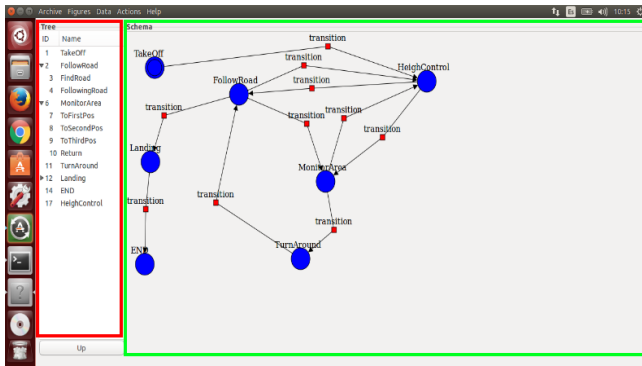 Archive Figures Data Actions Help
Es
10:15
Tree
Schema
ID Name
1 TakeOff
2 FollowRoad
3 FindRoad
4 FollowingRoad
6 MonitorArea
7 ToFirstPos
8 ToSecondPos
9 ToThirdPos
10 Return
11 TurnAround
12 Landing
14 END
17 HeighControl
Up
transition
TakeOff
transition
HeighControl
FollowRoad
transition
transition
transition
transition
transition
Landing
MonitorArea
transition
transition
transition
END
TurnAround